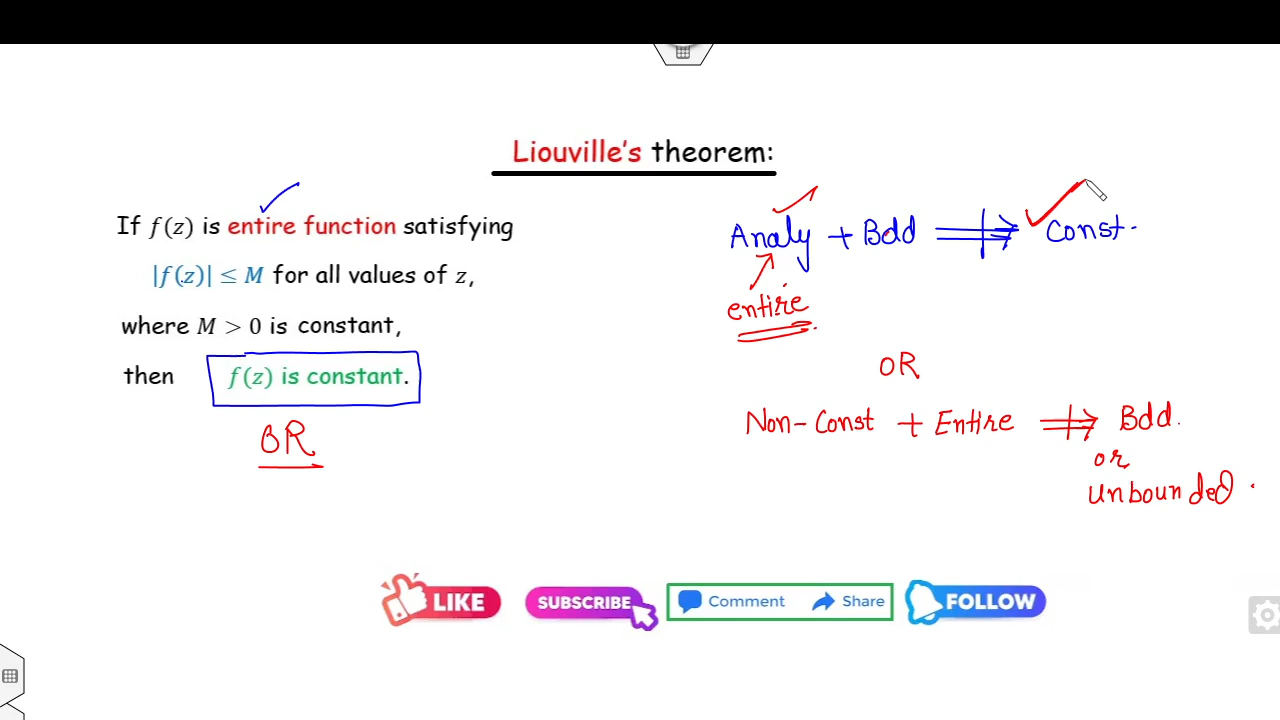 Liouville's theorem:
If f(z) is entire function satisfying
|f(z)| ≤ M for all values of z,
where M > 0 is constant,
then f(z) is constant.
OR
Analy + Bdd ⇏ Const.
entire
OR
Non-Const + Entire ⇏ Bdd.
or
Unbounded.
LIKE
SUBSCRIBE
Comment Share
FOLLOW